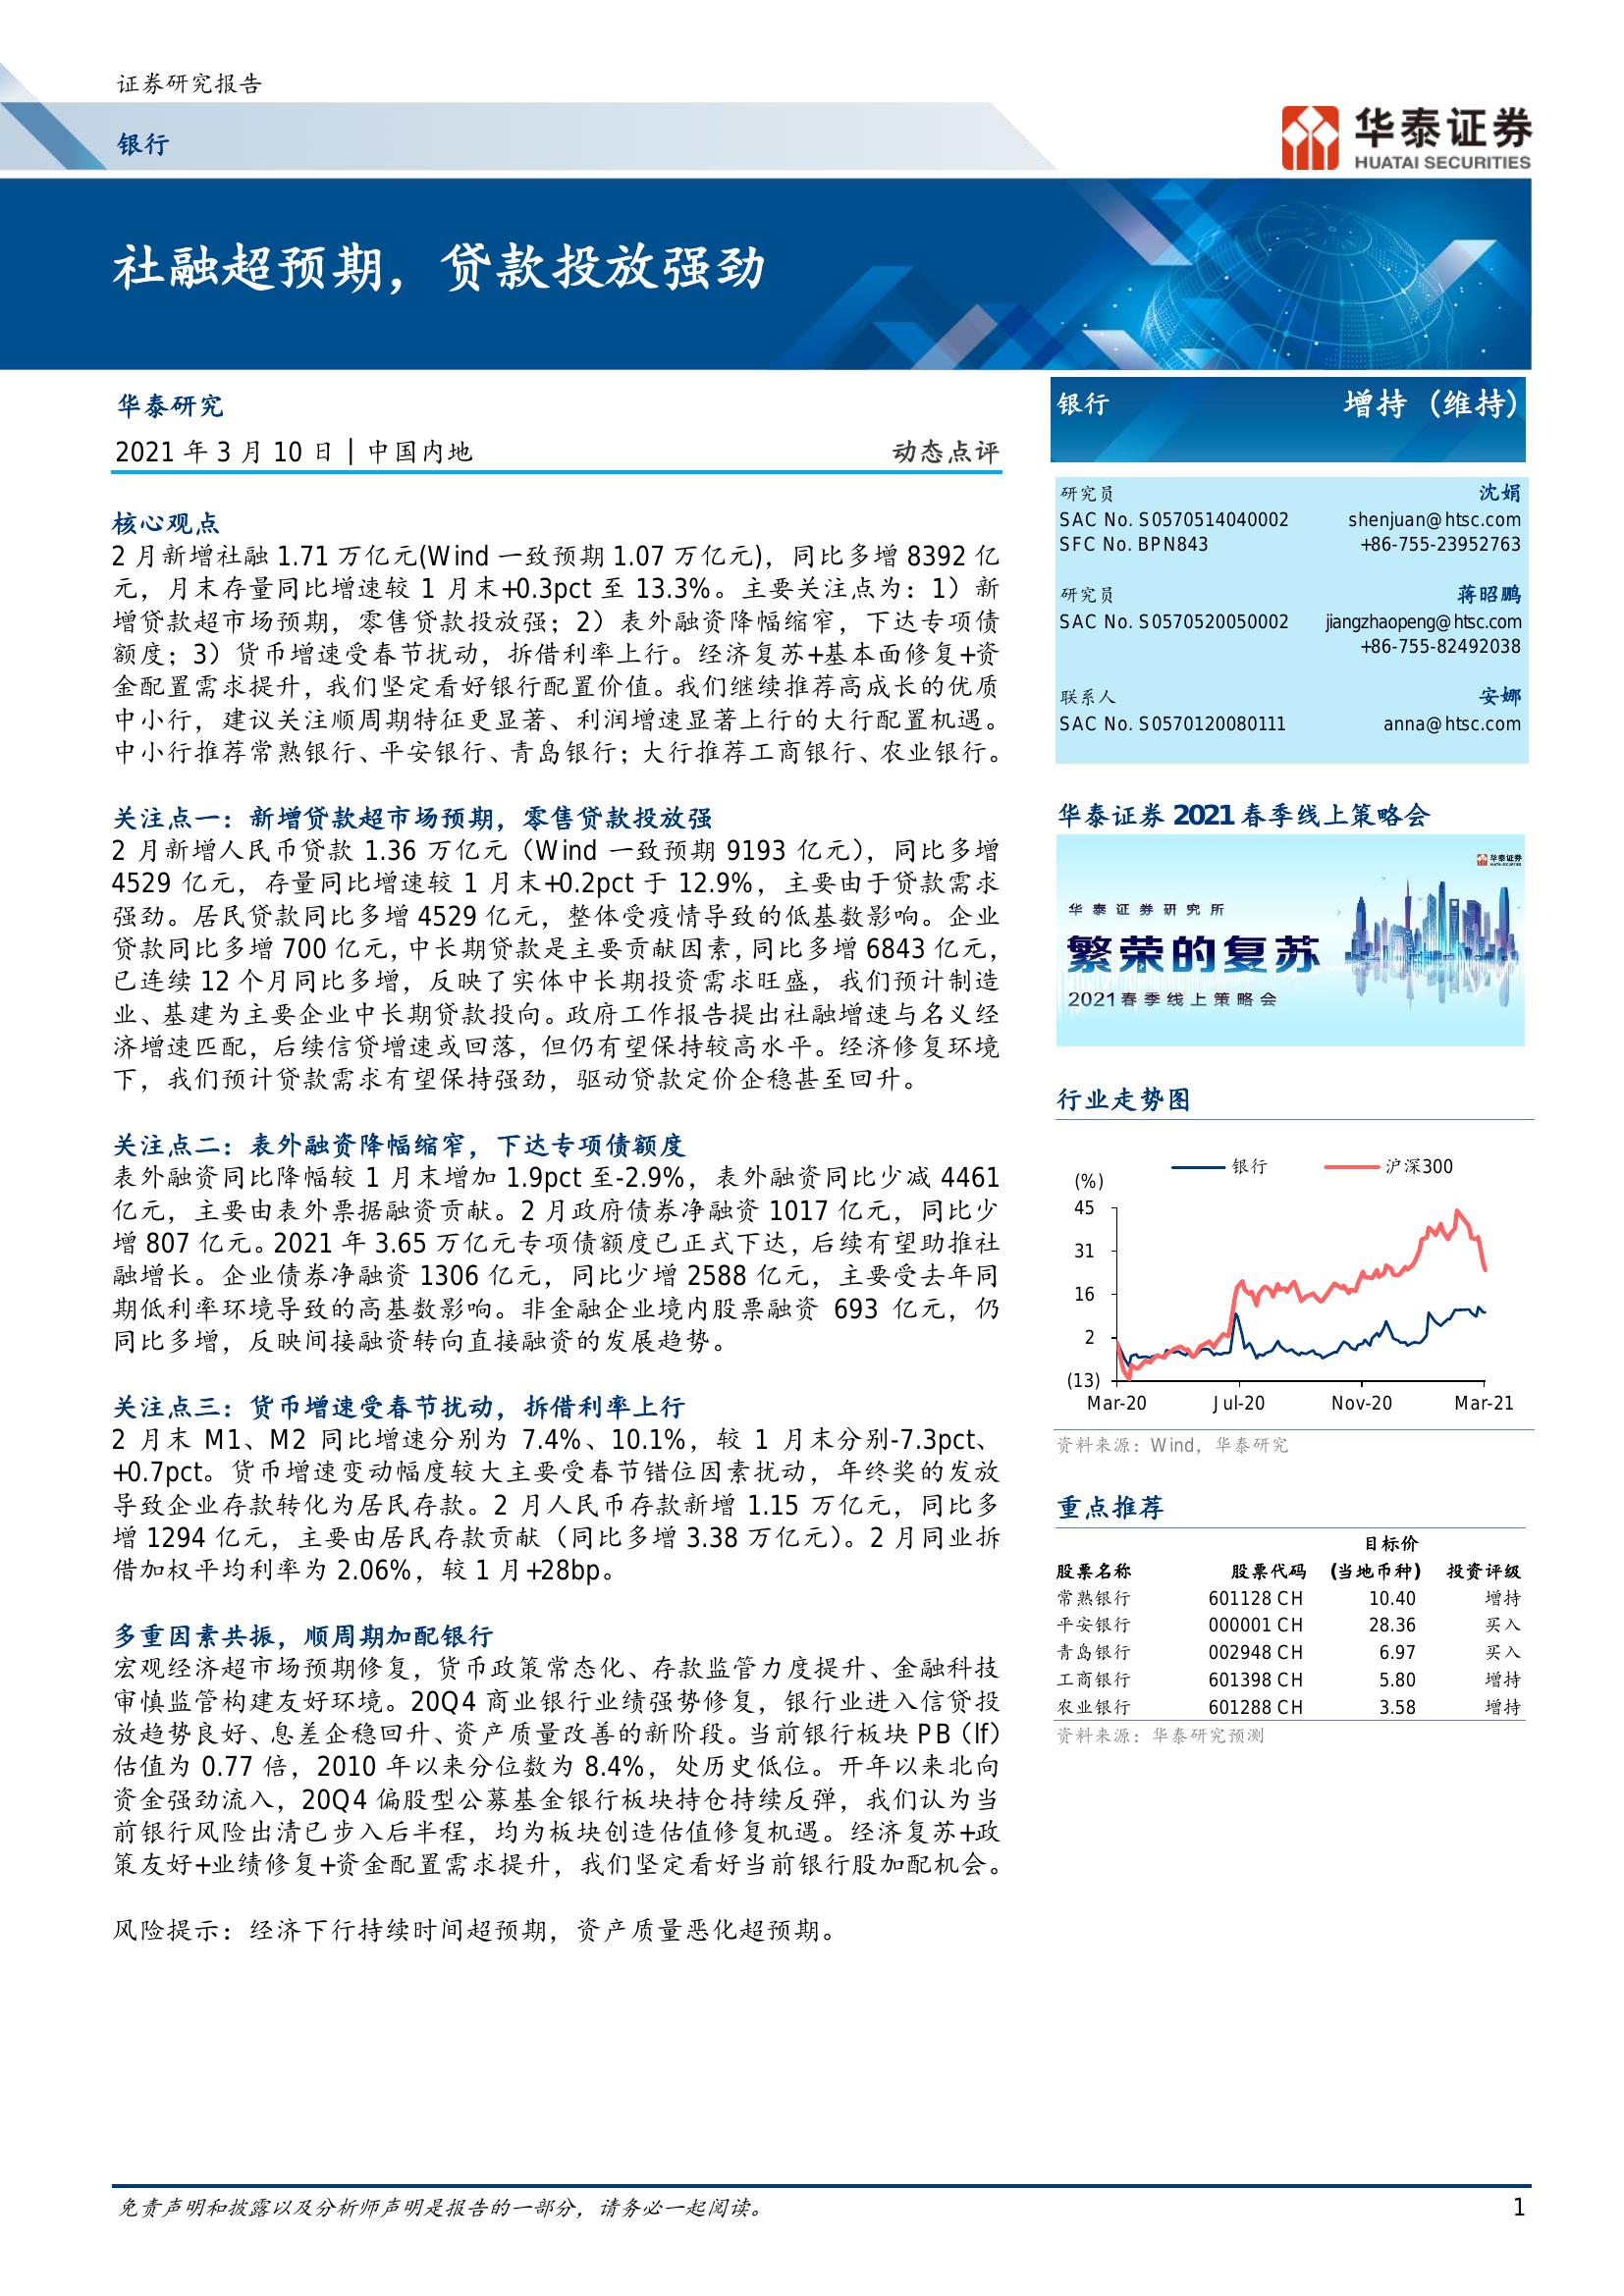 证券研究报告
银行
华泰证券
HUATAI SECURITIES
社融超预期，贷款投放强劲
华泰研究
2021 年 3 月 10 日│中国内地
动态点评
核心观点
2 月新增社融 1.71 万亿元(Wind 一致预期 1.07 万亿元)，同比多增 8392 亿
元，月末存量同比增速较 1 月末+0.3pct 至 13.3%。主要关注点为：1）新
增贷款超市场预期，零售贷款投放强；2）表外融资降幅缩窄，下达专项债
额度；3）货币增速受春节扰动，拆借利率上行。经济复苏+基本面修复+资
金配置需求提升，我们坚定看好银行配置价值。我们继续推荐高成长的优质
中小行，建议关注顺周期特征更显著、利润增速显著上行的大行配置机遇。
中小行推荐常熟银行、平安银行、青岛银行；大行推荐工商银行、农业银行。
关注点一：新增贷款超市场预期，零售贷款投放强
2 月新增人民币贷款 1.36 万亿元（Wind 一致预期 9193 亿元），同比多增
4529 亿元，存量同比增速较 1 月末+0.2pct 于 12.9%，主要由于贷款需求
强劲。居民贷款同比多增 4529 亿元，整体受疫情导致的低基数影响。企业
贷款同比多增 700 亿元，中长期贷款是主要贡献因素，同比多增 6843 亿元，
已连续 12 个月同比多增，反映了实体中长期投资需求旺盛，我们预计制造
业、基建为主要企业中长期贷款投向。政府工作报告提出社融增速与名义经
济增速匹配，后续信贷增速或回落，但仍有望保持较高水平。经济修复环境
下，我们预计贷款需求有望保持强劲，驱动贷款定价企稳甚至回升。
关注点二：表外融资降幅缩窄，下达专项债额度
表外融资同比降幅较 1 月末增加 1.9pct 至-2.9%，表外融资同比少减 4461
亿元，主要由表外票据融资贡献。2 月政府债券净融资 1017 亿元，同比少
增 807 亿元。2021 年 3.65 万亿元专项债额度已正式下达，后续有望助推社
融增长。企业债券净融资 1306 亿元，同比少增 2588 亿元，主要受去年同
期低利率环境导致的高基数影响。非金融企业境内股票融资 693 亿元，仍
同比多增，反映间接融资转向直接融资的发展趋势。
关注点三：货币增速受春节扰动，拆借利率上行
2 月末 M1、M2 同比增速分别为 7.4%、10.1%，较 1 月末分别-7.3pct、
+0.7pct。货币增速变动幅度较大主要受春节错位因素扰动，年终奖的发放
导致企业存款转化为居民存款。2 月人民币存款新增 1.15 万亿元，同比多
增 1294 亿元，主要由居民存款贡献（同比多增 3.38 万亿元）。2 月同业拆
借加权平均利率为 2.06%，较 1 月+28bp。
多重因素共振，顺周期加配银行
宏观经济超市场预期修复，货币政策常态化、存款监管力度提升、金融科技
审慎监管构建友好环境。20Q4 商业银行业绩强势修复，银行业进入信贷投
放趋势良好、息差企稳回升、资产质量改善的新阶段。当前银行板块 PB（lf）
估值为 0.77 倍，2010 年以来分位数为 8.4%，处历史低位。开年以来北向
资金强劲流入，20Q4 偏股型公募基金银行板块持仓持续反弹，我们认为当
前银行风险出清已步入后半程，均为板块创造估值修复机遇。经济复苏+政
策友好+业绩修复+资金配置需求提升，我们坚定看好当前银行股加配机会。
风险提示：经济下行持续时间超预期，资产质量恶化超预期。
银行 增持（维持）
研究员 沈娟
SAC No. S0570514040002 shenjuan@htsc.com
SFC No. BPN843 +86-755-23952763
研究员 蒋昭鹏
SAC No. S0570520050002 jiangzhaopeng@htsc.com
+86-755-82492038
联系人 安娜
SAC No. S0570120080111 anna@htsc.com
华泰证券 2021 春季线上策略会
华泰证券
HUATAI SECURITIES
华泰证券研究所
繁荣的复苏
2021春季线上策略会
行业走势图
银行 沪深300
(%)
45
31
16
2
(13)
Mar-20 Jul-20 Nov-20 Mar-21
资料来源：Wind，华泰研究
重点推荐
目标价
股票名称 股票代码 (当地币种) 投资评级
常熟银行 601128 CH 10.40 增持
平安银行 000001 CH 28.36 买入
青岛银行 002948 CH 6.97 买入
工商银行 601398 CH 5.80 增持
农业银行 601288 CH 3.58 增持
资料来源：华泰研究预测
免责声明和披露以及分析师声明是报告的一部分，请务必一起阅读。
1